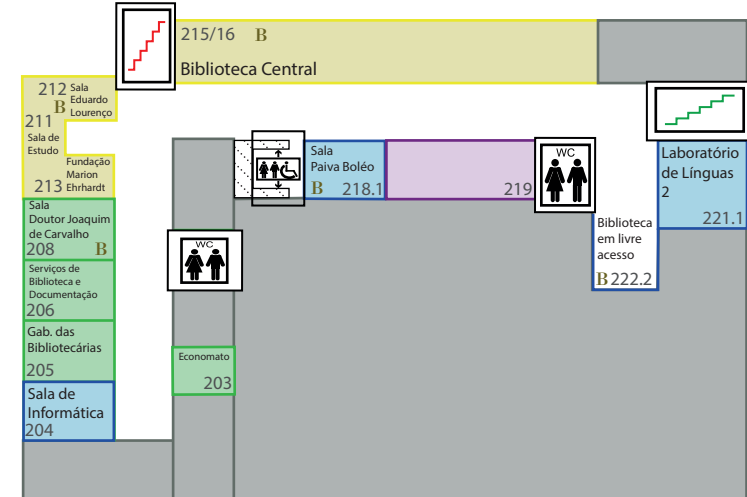 215/16 B
Biblioteca Central
212 Sala
Eduardo
B Lourenço
211
Sala de
Estudo
Fundação
Marion
213 Ehrhardt
Sala
Doutor Joaquim
de Carvalho
208 B
Serviços de
Biblioteca e
Documentação
206
Gab. das
Bibliotecárias
205
Sala de
Informática
204
WC
Economato
203
Sala
Paiva Boléo
B 218.1
219
WC
Biblioteca
em livre
acesso
B 222.2
Laboratório
de Línguas
2
221.1